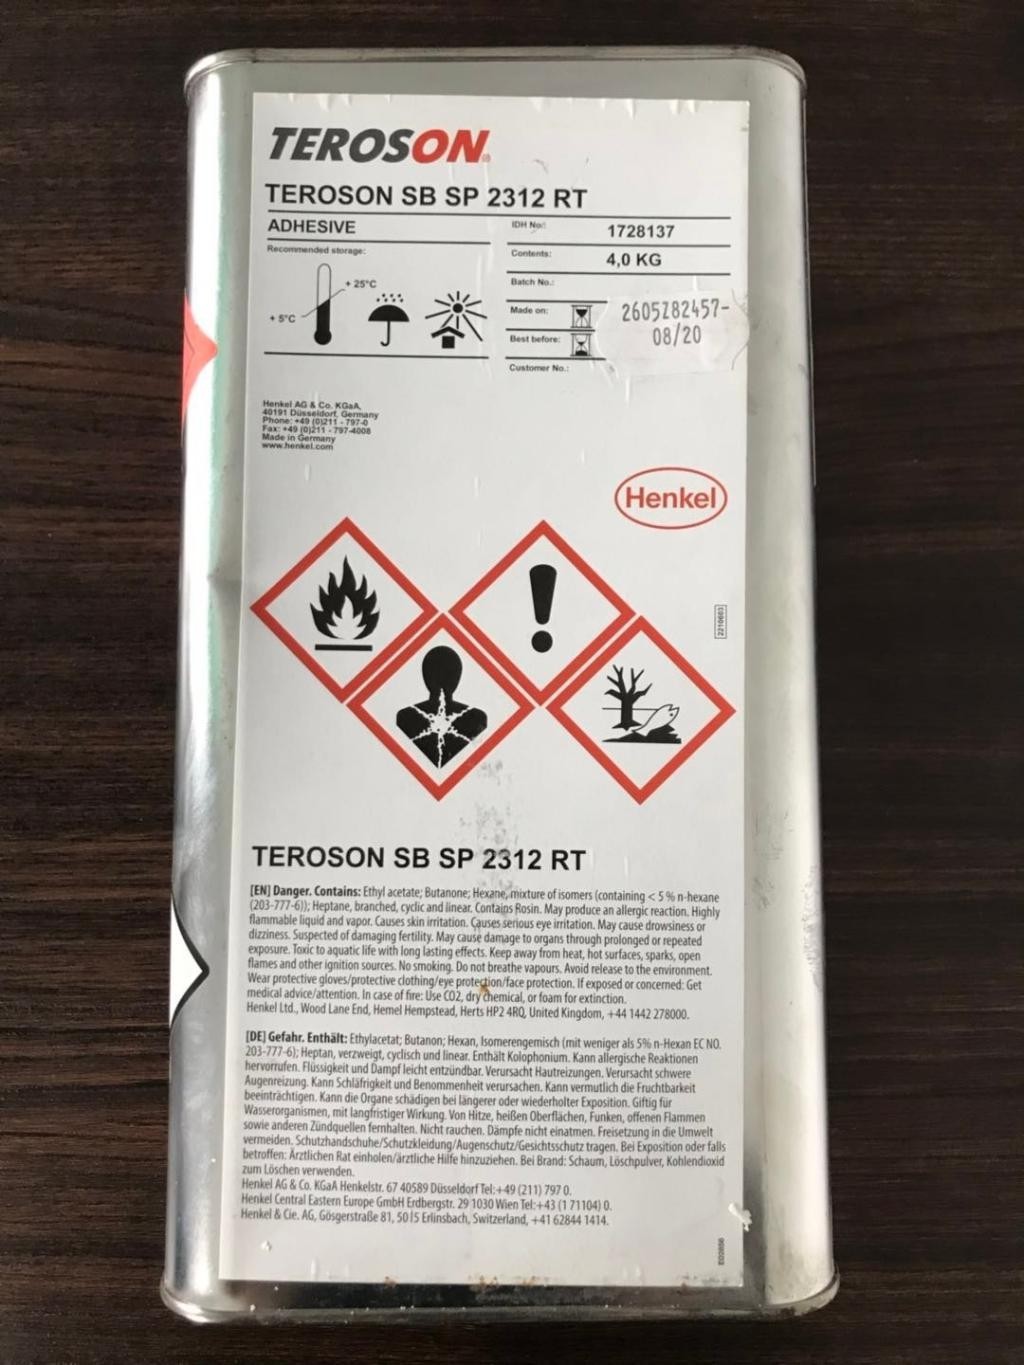 TEROSON®
TEROSON SB SP 2312 RT
ADHESIVE
IDH No.: 1728137
Recommended storage:
Contents: 4,0 KG
+ 25°C
+ 5°C
Batch No.:
Made on:
Best before:
2605Z82457-
08/20
Customer No.:
Henkel AG & Co. KGaA,
40191 Düsseldorf, Germany
Phone: +49 (0)211 - 797-0
Fax: +49 (0)211 - 797-4008
Made in Germany
www.henkel.com
Henkel
2210603
TEROSON SB SP 2312 RT
[EN] Danger. Contains: Ethyl acetate; Butanone; Hexane, mixture of isomers (containing < 5 % n-hexane
(203-777-6)); Heptane, branched, cyclic and linear. Contains Rosin. May produce an allergic reaction. Highly
flammable liquid and vapor. Causes skin irritation. Causes serious eye irritation. May cause drowsiness or
dizziness. Suspected of damaging fertility. May cause damage to organs through prolonged or repeated
exposure. Toxic to aquatic life with long lasting effects. Keep away from heat, hot surfaces, sparks, open
flames and other ignition sources. No smoking. Do not breathe vapours. Avoid release to the environment.
Wear protective gloves/protective clothing/eye protection/face protection. If exposed or concerned: Get
medical advice/attention. In case of fire: Use CO2, dry chemical, or foam for extinction.
Henkel Ltd., Wood Lane End, Hemel Hempstead, Herts HP2 4RQ, United Kingdom, +44 1442 278000.
[DE] Gefahr. Enthält: Ethylacetat; Butanon; Hexan, Isomerengemisch (mit weniger als 5% n-Hexan EC NO.
203-777-6); Heptan, verzweigt, cyclisch und linear. Enthält Kolophonium. Kann allergische Reaktionen
hervorrufen. Flüssigkeit und Dampf leicht entzündbar. Verursacht Hautreizungen. Verursacht schwere
Augenreizung. Kann Schläfrigkeit und Benommenheit verursachen. Kann vermutlich die Fruchtbarkeit
beeinträchtigen. Kann die Organe schädigen bei längerer oder wiederholter Exposition. Giftig für
Wasserorganismen, mit langfristiger Wirkung. Von Hitze, heißen Oberflächen, Funken, offenen Flammen
sowie anderen Zündquellen fernhalten. Nicht rauchen. Dämpfe nicht einatmen. Freisetzung in die Umwelt
vermeiden. Schutzhandschuhe/Schutzkleidung/Augenschutz/Gesichtsschutz tragen. Bei Exposition oder falls
betroffen: Ärztlichen Rat einholen/ärztliche Hilfe hinzuziehen. Bei Brand: Schaum, Löschpulver, Kohlendioxid
zum Löschen verwenden.
Henkel AG & Co. KGaA Henkelstr. 67 40589 Düsseldorf Tel:+49 (211) 797 0.
Henkel Central Eastern Europe GmbH Erdbergstr. 29 1030 Wien Tel:+43 (1 71104) 0.
Henkel & Cie. AG, Gösgerstraße 81, 5015 Erlinsbach, Switzerland, +41 62844 1414.